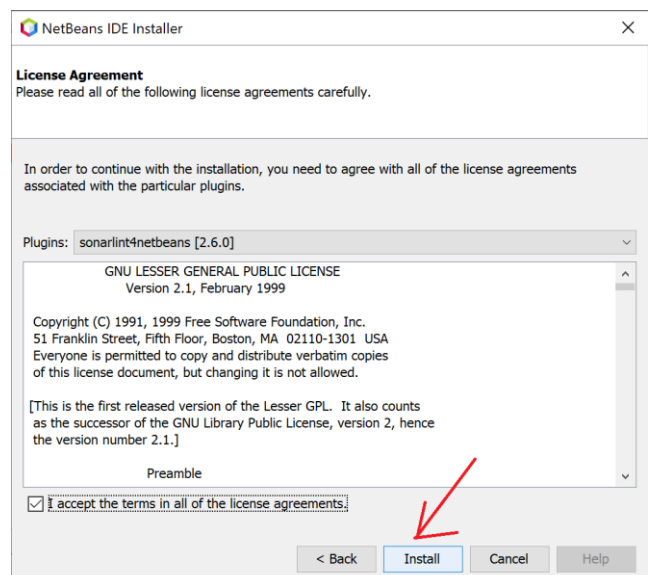 NetBeans IDE Installer
License Agreement
Please read all of the following license agreements carefully.
In order to continue with the installation, you need to agree with all of the license agreements
associated with the particular plugins.
Plugins: sonarlint4netbeans [2.6.0]
GNU LESSER GENERAL PUBLIC LICENSE
Version 2.1, February 1999
Copyright (C) 1991, 1999 Free Software Foundation, Inc.
51 Franklin Street, Fifth Floor, Boston, MA  02110-1301  USA
Everyone is permitted to copy and distribute verbatim copies
of this license document, but changing it is not allowed.
[This is the first released version of the Lesser GPL.  It also counts
as the successor of the GNU Library Public License, version 2, hence
the version number 2.1.]
Preamble
I accept the terms in all of the license agreements.
< Back Install Cancel Help